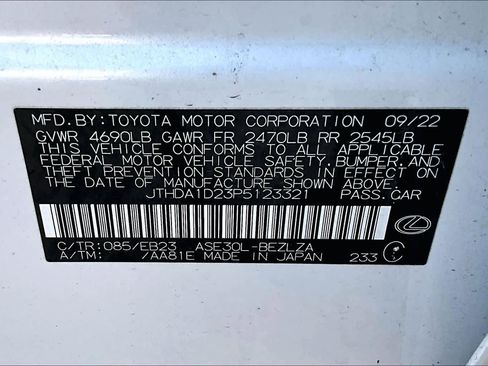 MFD. BY: TOYOTA MOTOR CORPORATION 09/22
GVWR 4690LB GAWR FR 2470LB RR 2545LB
THIS VEHICLE CONFORMS TO ALL APPLICABLE
FEDERAL MOTOR VEHICLE SAFETY, BUMPER, AND
THEFT PREVENTION STANDARDS IN EFFECT ON
THE DATE OF MANUFACTURE SHOWN ABOVE.
JTHDA1D23P5123321 PASS. CAR
C/TR: 085/EB23 ASE30L-BEZLZA
A/TM: /AA81E MADE IN JAPAN 233